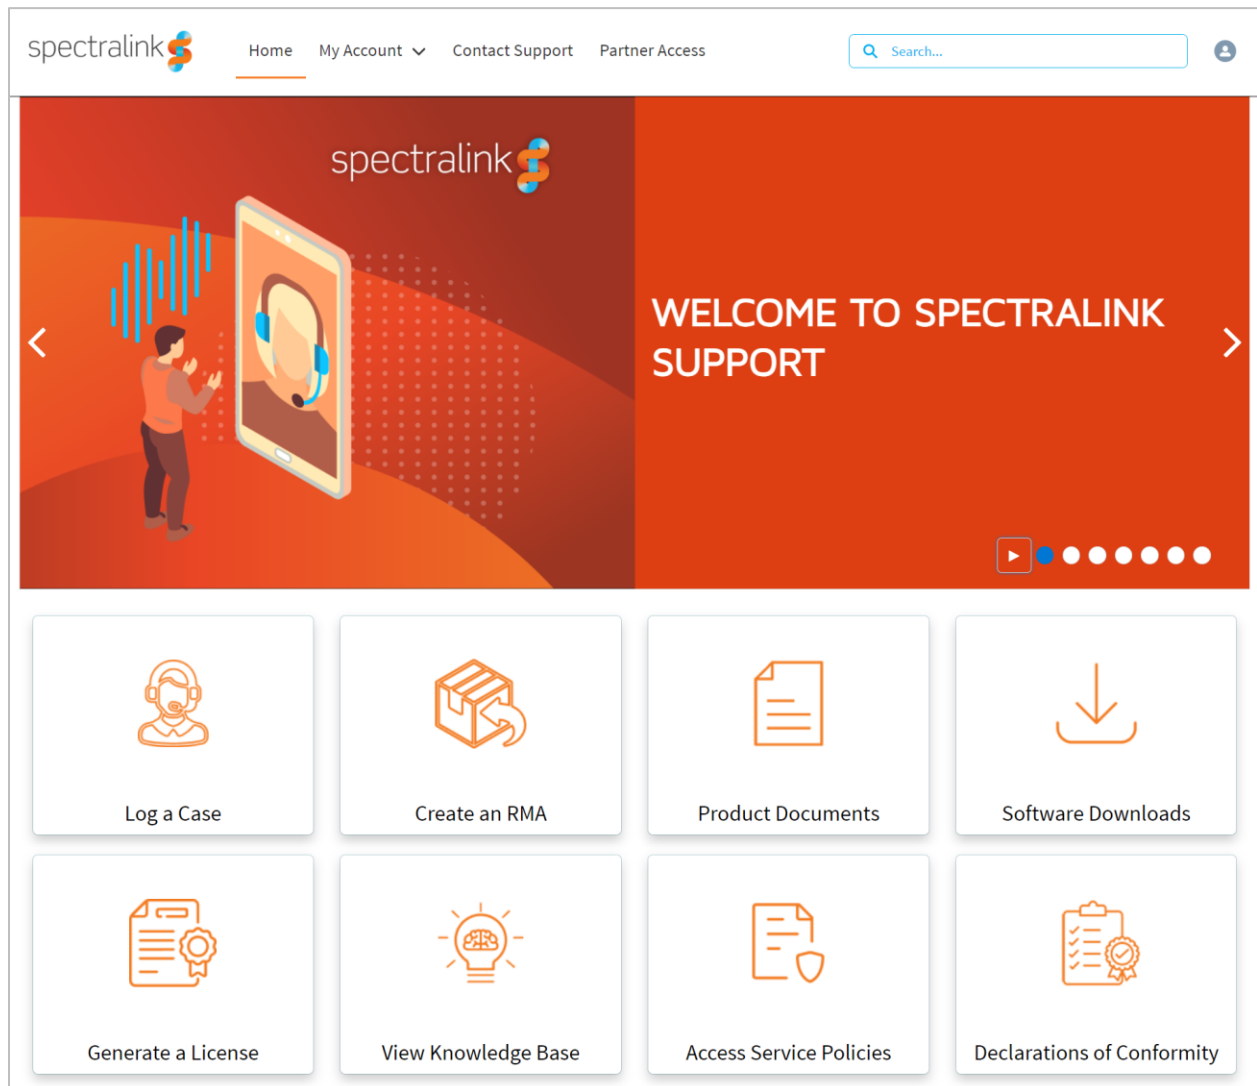 spectralink
Home My Account Contact Support Partner Access
Search...
spectralink
WELCOME TO SPECTRALINK
SUPPORT
Log a Case
Create an RMA
Product Documents
Software Downloads
Generate a License
View Knowledge Base
Access Service Policies
Declarations of Conformity